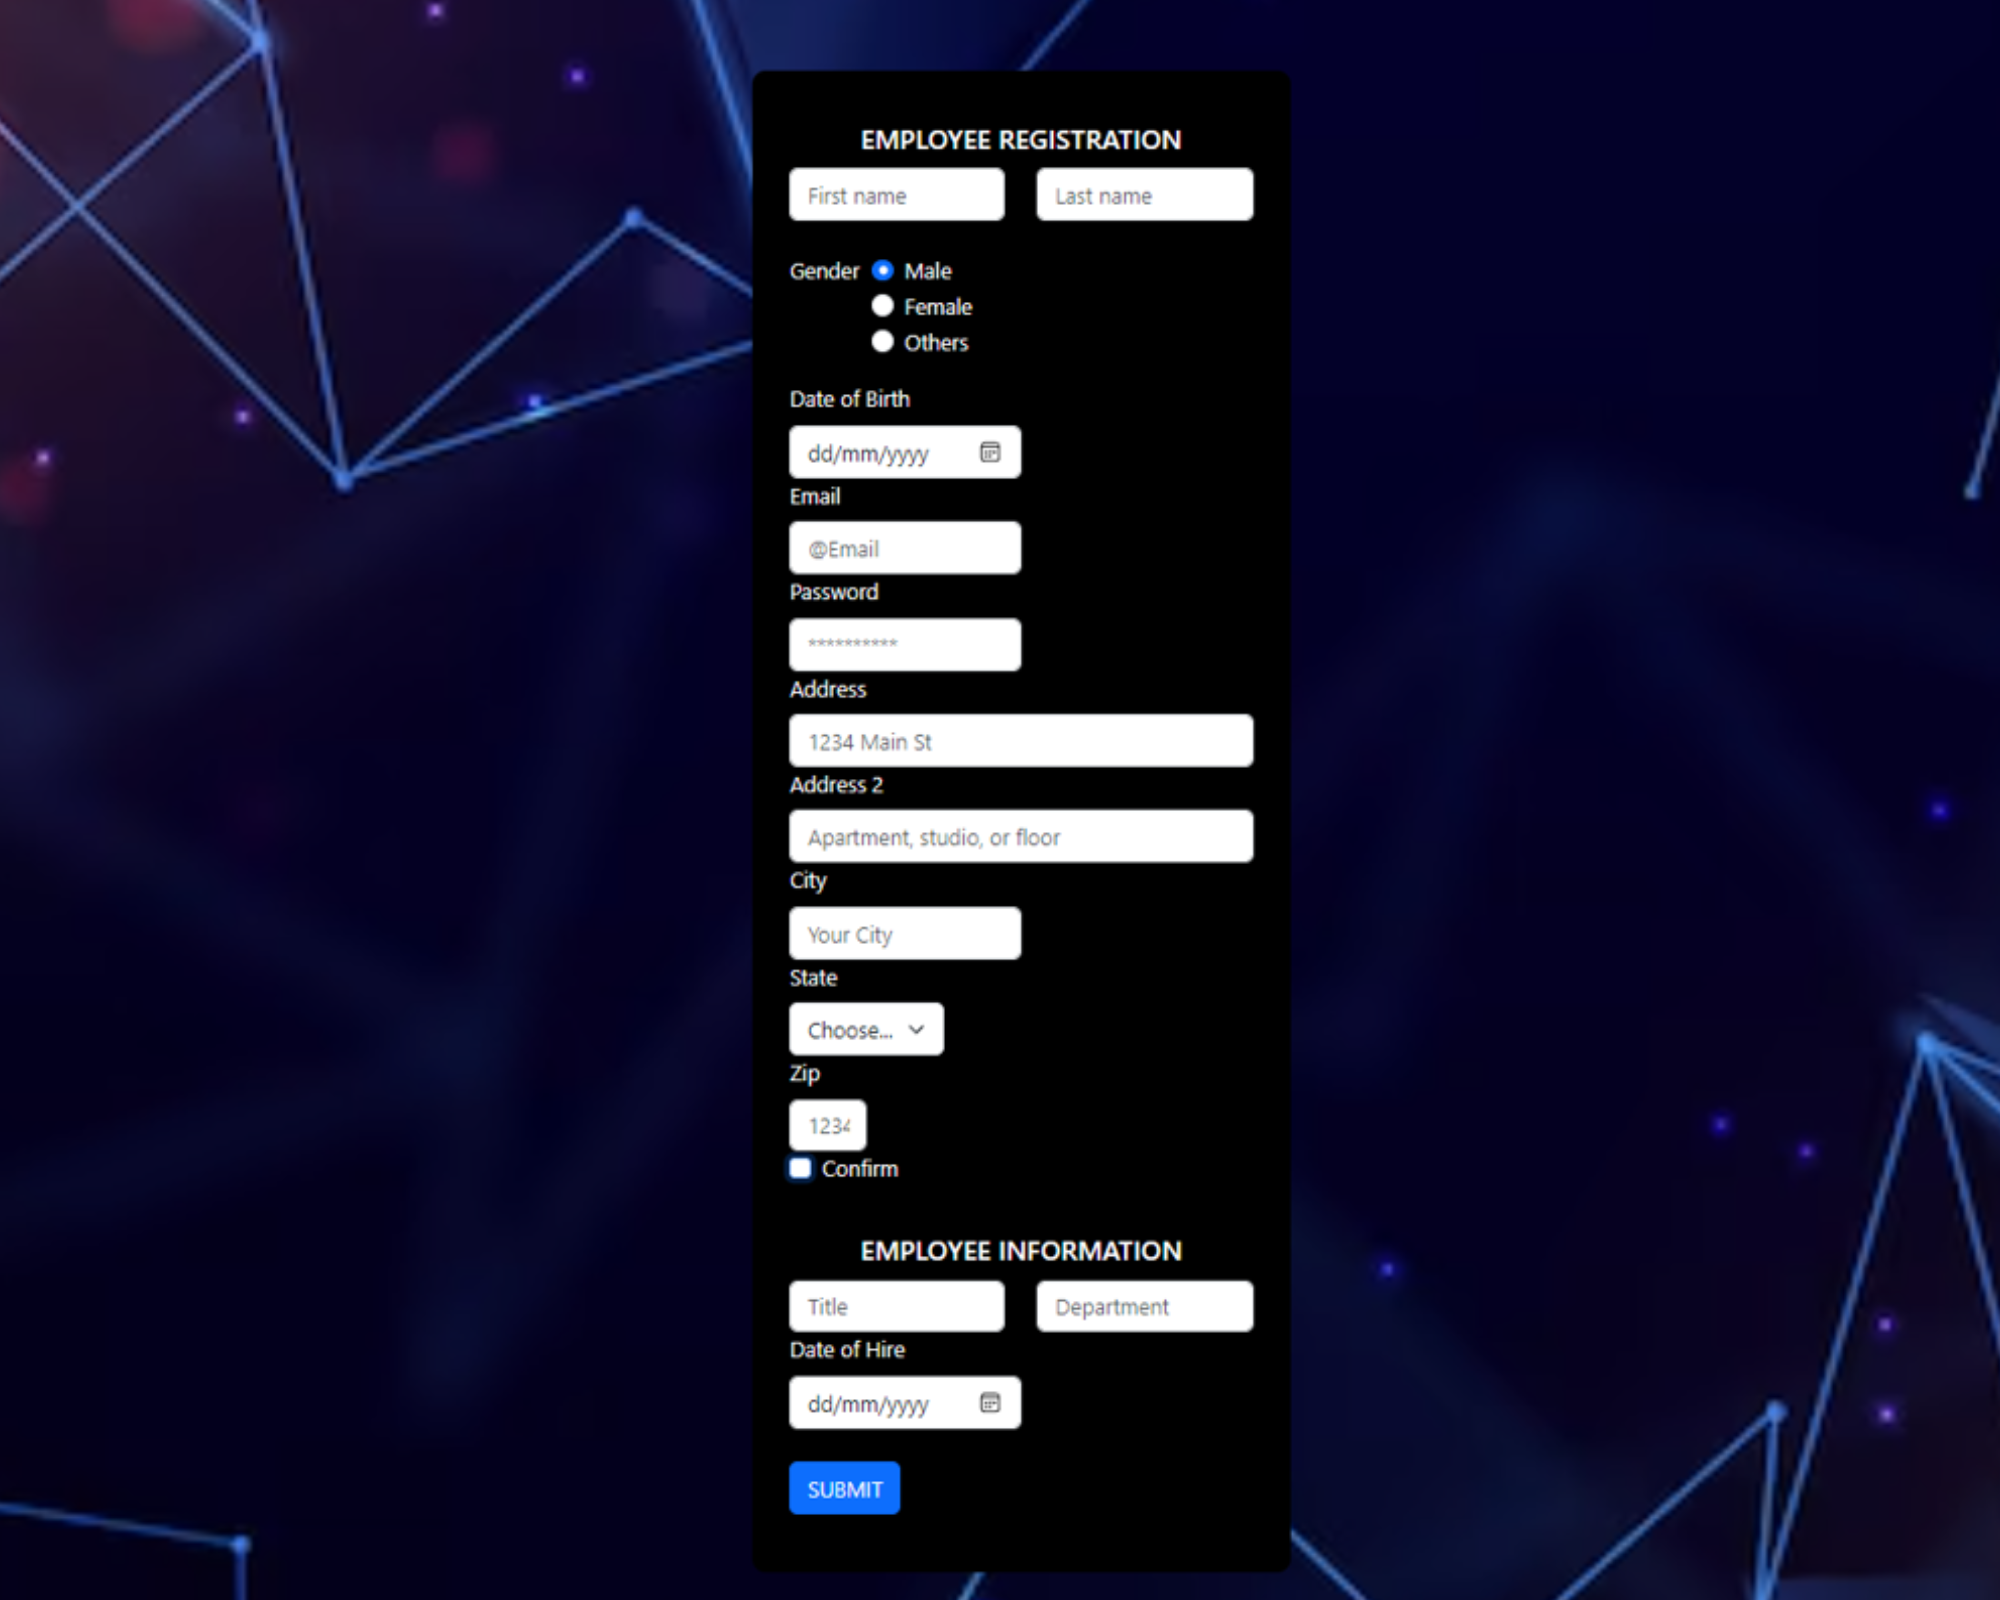 EMPLOYEE REGISTRATION
First name Last name
Gender Male
Female
Others
Date of Birth
dd/mm/yyyy
Email
@Email
Password
**********
Address
1234 Main St
Address 2
Apartment, studio, or floor
City
Your City
State
Choose...
Zip
1234
Confirm
EMPLOYEE INFORMATION
Title Department
Date of Hire
dd/mm/yyyy
SUBMIT